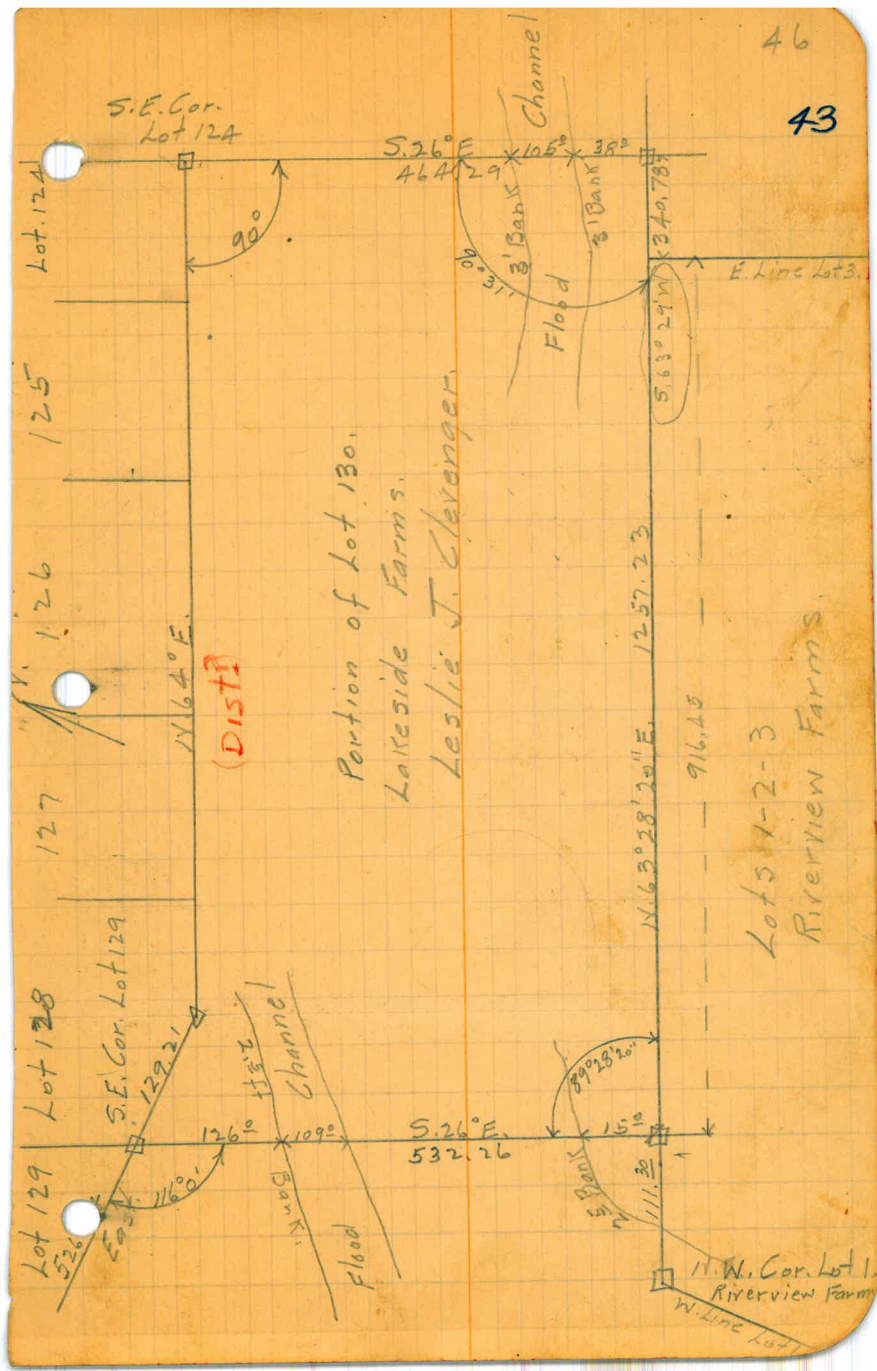 46
43
S.E. Cor.
Lot 124
Lot. 124
125
126
127
Lot 128
Lot 129
S.E. Cor. Lot 129
129.21
526
East
116°0'
90°
N 64° E.
(Dist?)
S. 26° E.
464.29
105°
38°
Channel
3' Bank
3' Bank
Flood
340.78
E. Line Lot 3.
S. 63° 29' W
Portion of Lot 130.
Lakeside Farms.
Leslie J. Clevenger.
N. 63° 28' 20" E. 1257.23
916.45
Lots 1-2-3
Riverview Farms.
126°
109°
Channel
Bank
Flood
S. 26° E.
532.26
89°28'20"
15°
Bank
111.30
N.W. Cor. Lot 1.
Riverview Farms
W. Line Lot 1